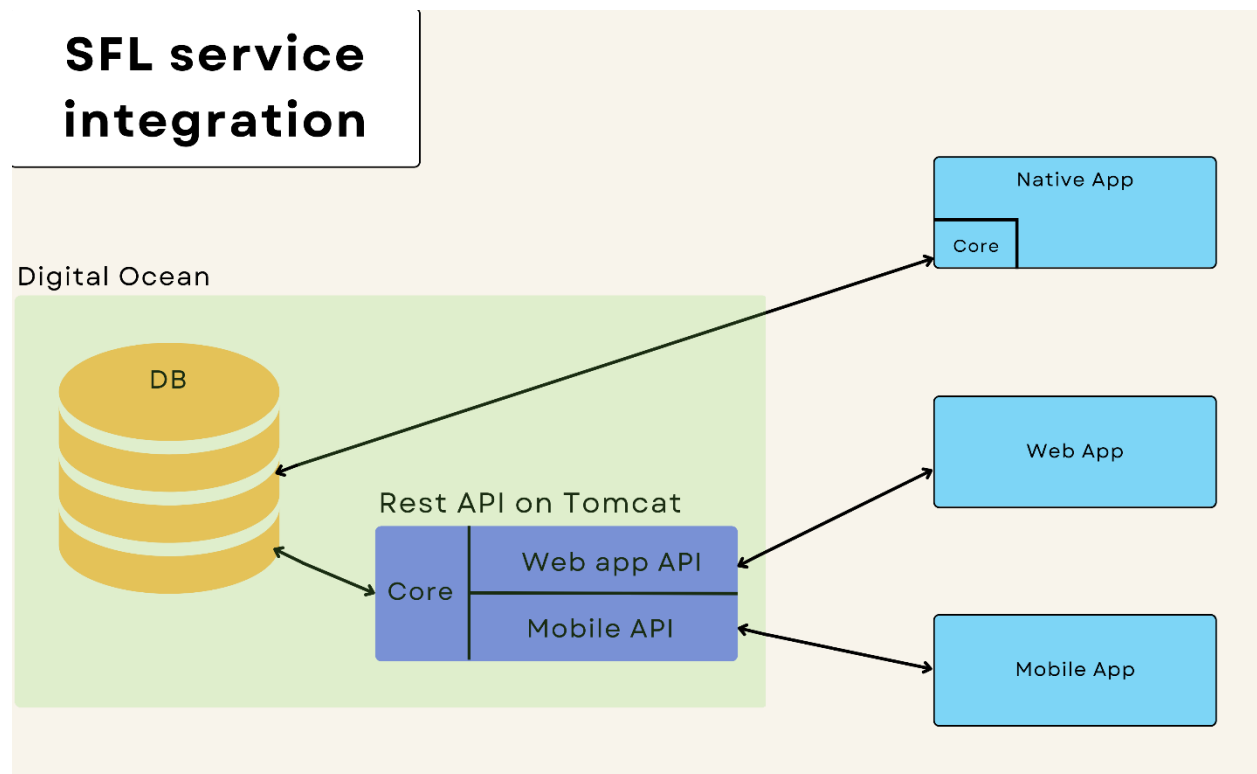 SFL service
integration
Native App
Core
Digital Ocean
DB
Web App
Rest API on Tomcat
Web app API
Core
Mobile API
Mobile App